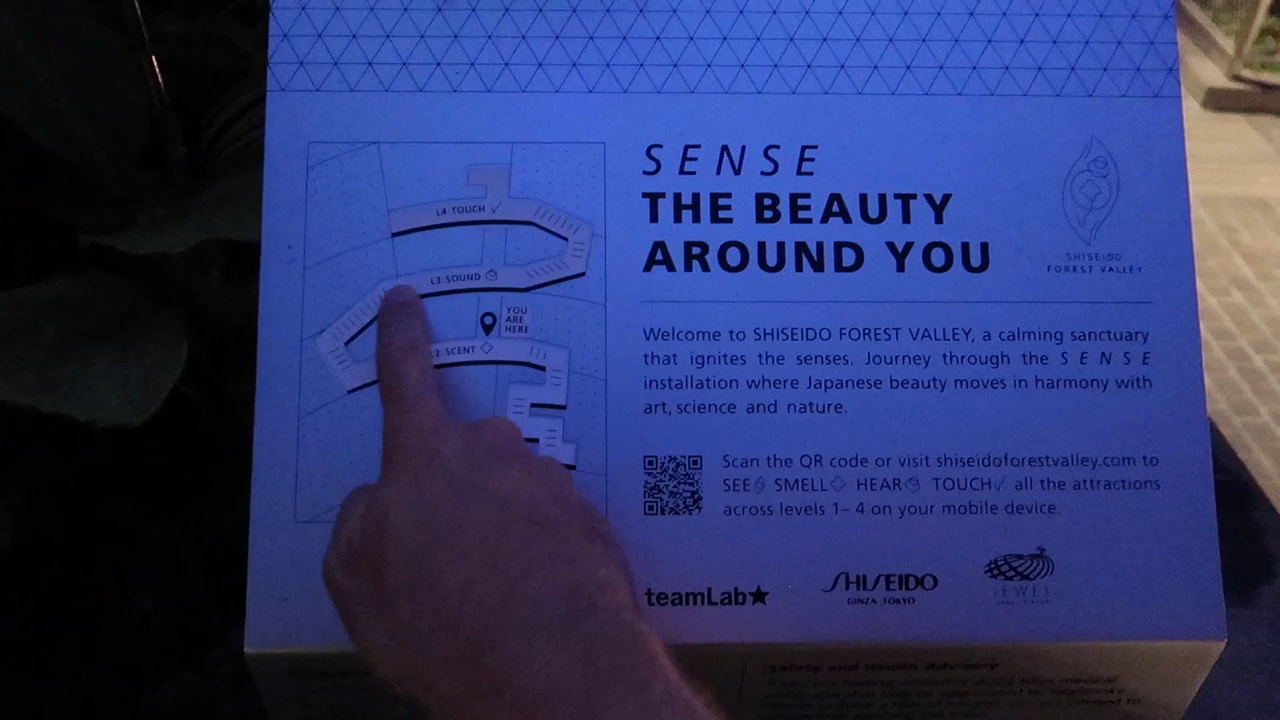 L4: TOUCH
L3: SOUND
YOU
ARE
HERE
SCENT
SENSE
THE BEAUTY
AROUND YOU
SHISEIDO
FOREST VALLEY
Welcome to SHISEIDO FOREST VALLEY, a calming sanctuary
that ignites the senses. Journey through the SENSE
installation where Japanese beauty moves in harmony with
art, science and nature.
Scan the QR code or visit shiseidoforestvalley.com to
SEE SMELL HEAR TOUCH all the attractions
across levels 1-4 on your mobile device.
teamLab
SHISEIDO
GINZA TOKYO
JEWEL
Safety and Health Advisory